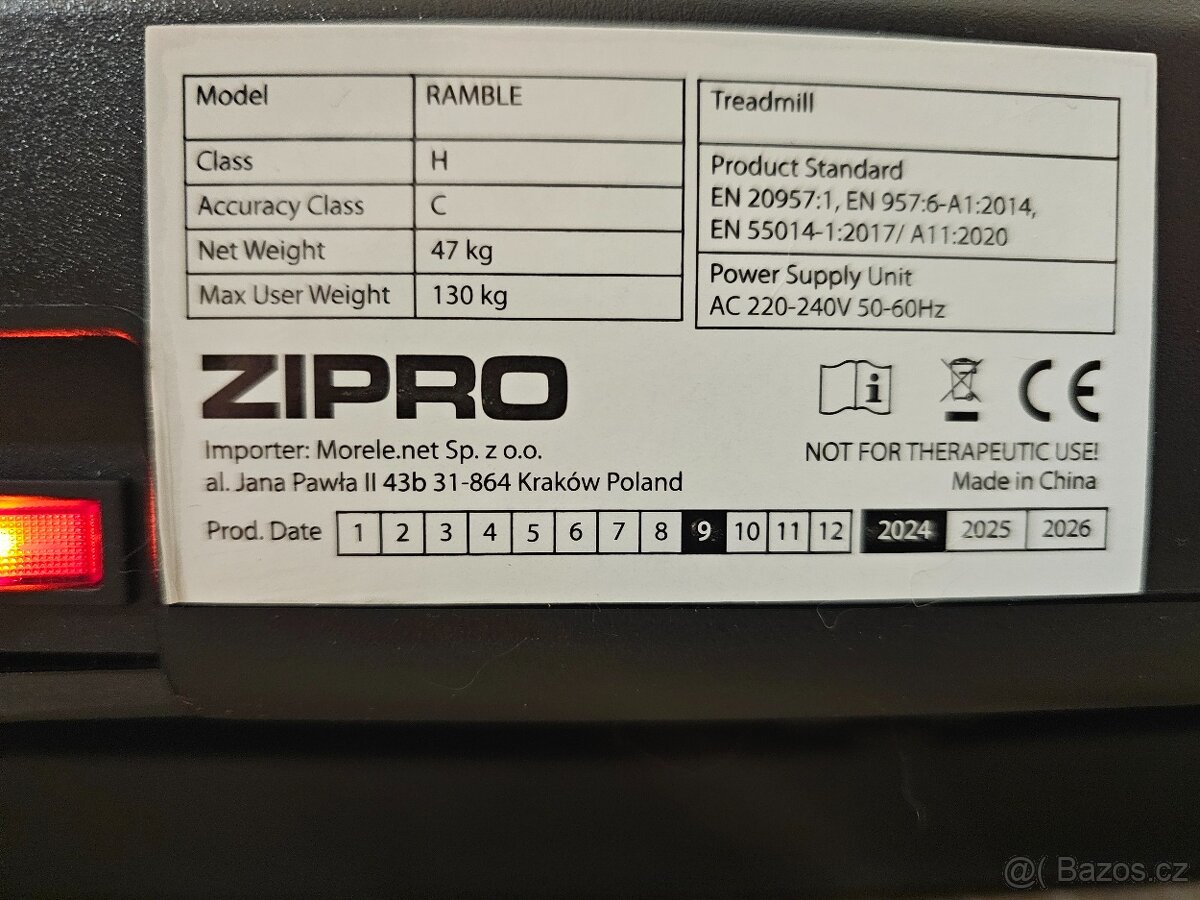 Model RAMBLE
Class H
Accuracy Class C
Net Weight 47 kg
Max User Weight 130 kg
Treadmill
Product Standard
EN 20957:1, EN 957:6-A1:2014,
EN 55014-1:2017/ A11:2020
Power Supply Unit
AC 220-240V 50-60Hz
ZIPRO
Importer: Morele.net Sp. z o.o.
al. Jana Pawła II 43b 31-864 Kraków Poland
i
CE
NOT FOR THERAPEUTIC USE!
Made in China
Prod. Date 1 2 3 4 5 6 7 8 9 10 11 12 2024 2025 2026
@( Bazos.cz